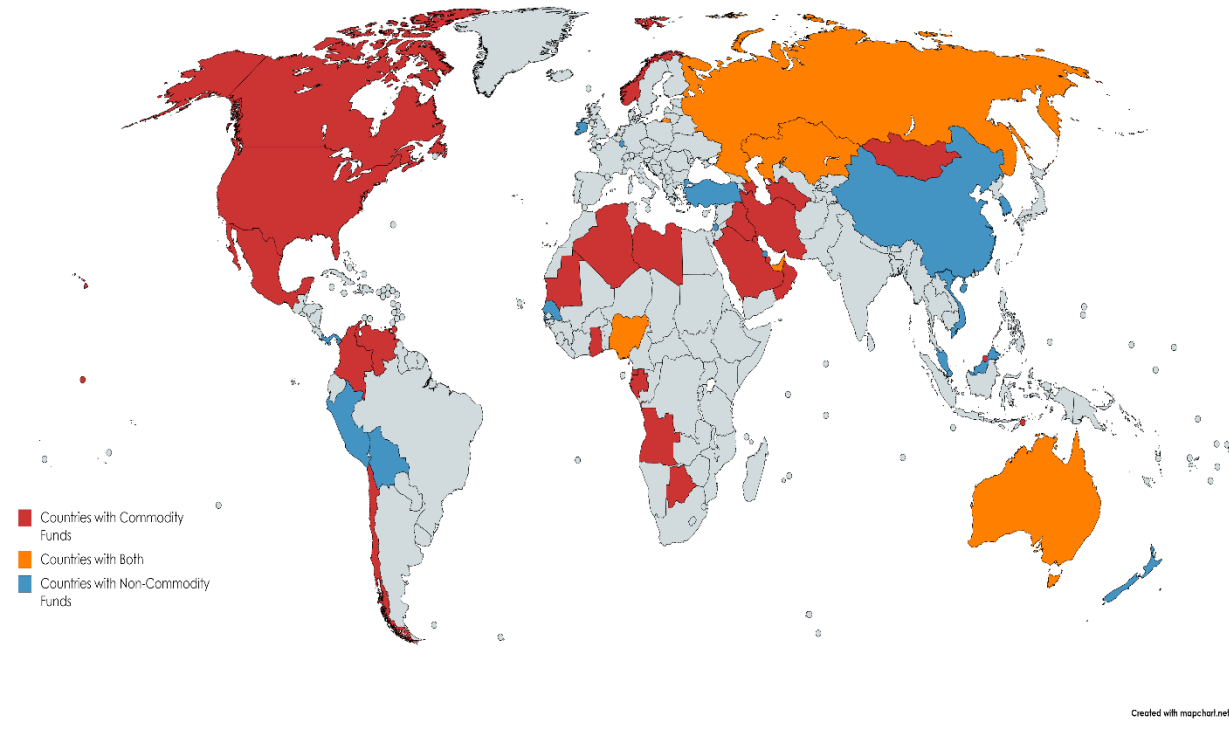 Countries with Commodity
Funds
Countries with Both
Countries with Non-Commodity
Funds
Created with mapchart.net